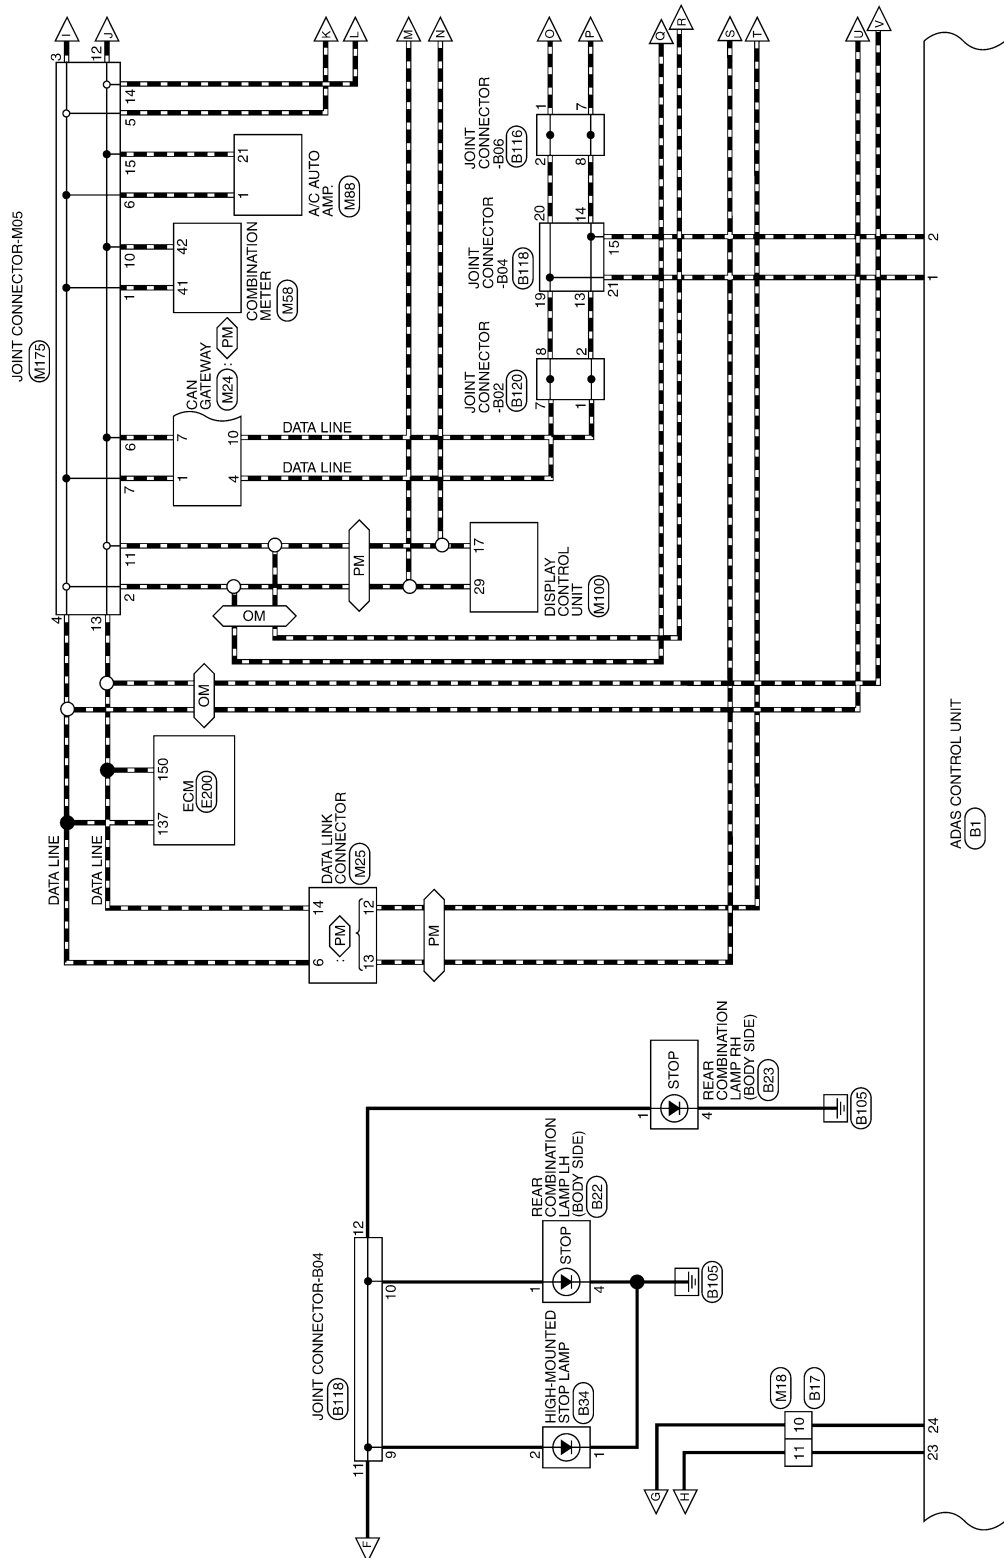 JOINT CONNECTOR-M05
M175
4
13
3
I
12
J
2
11
7
6
1
10
6
15
5
14
DATA LINE
DATA LINE
137
150
ECM
E200
OM
CAN
GATEWAY
M24 : PM
1
7
4
10
DATA LINE
DATA LINE
41
42
COMBINATION
METER
M58
1
21
A/C AUTO
AMP.
M88
K
L
M
N
DATA LINK
CONNECTOR
M25
6
14
: PM
13
12
PM
OM
PM
29
17
DISPLAY
CONTROL
UNIT
M100
JOINT
CONNECTOR
-B02
B120
7
8
1
2
JOINT
CONNECTOR
-B04
B118
19
20
13
14
21
15
JOINT
CONNECTOR
-B06
B116
2
1
8
7
O
P
Q
R
S
T
U
V
JOINT CONNECTOR-B04
B118
F
11
12
9
10
HIGH-MOUNTED
STOP LAMP
B34
2
1
REAR
COMBINATION
LAMP LH
(BODY SIDE)
B22
1
STOP
4
B105
REAR
COMBINATION
LAMP RH
(BODY SIDE)
B23
1
STOP
4
B105
G
H
M18
11
10
B17
23
24
1
2
ADAS CONTROL UNIT
B1